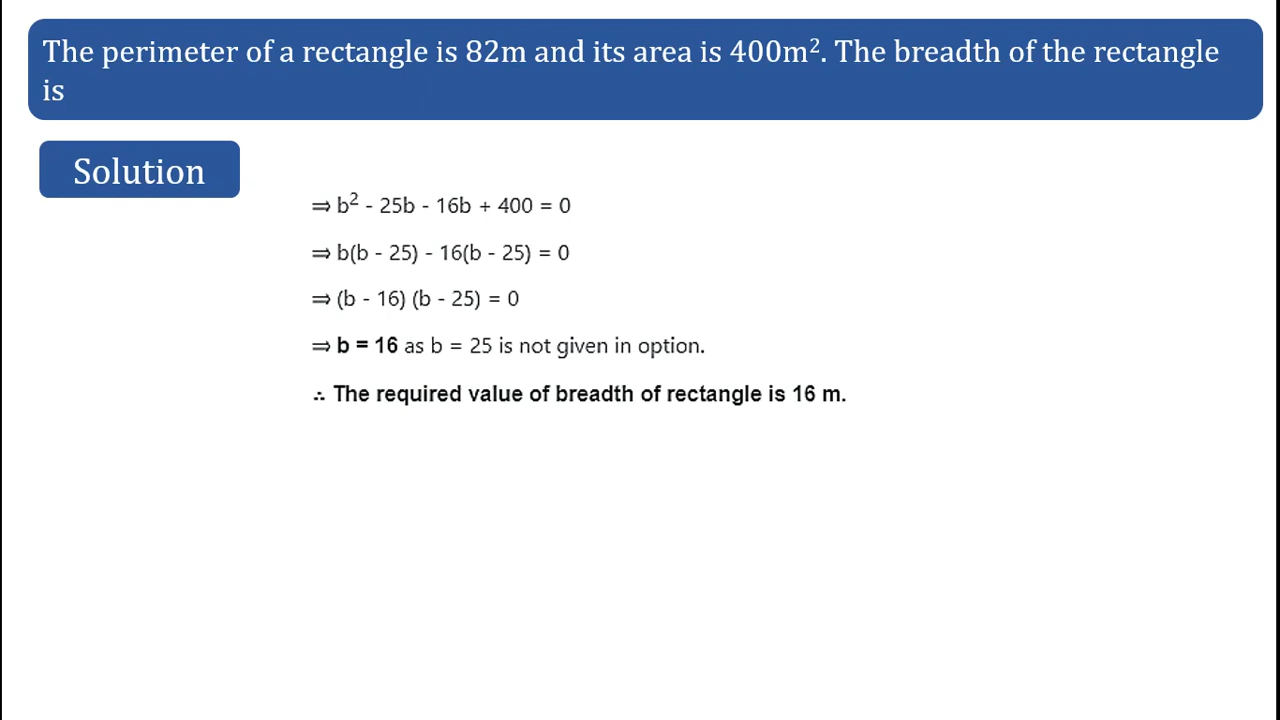 The perimeter of a rectangle is 82m and its area is 400m². The breadth of the rectangle
is
Solution
⇒ b² - 25b - 16b + 400 = 0
⇒ b(b - 25) - 16(b - 25) = 0
⇒ (b - 16) (b - 25) = 0
⇒ b = 16 as b = 25 is not given in option.
∴ The required value of breadth of rectangle is 16 m.